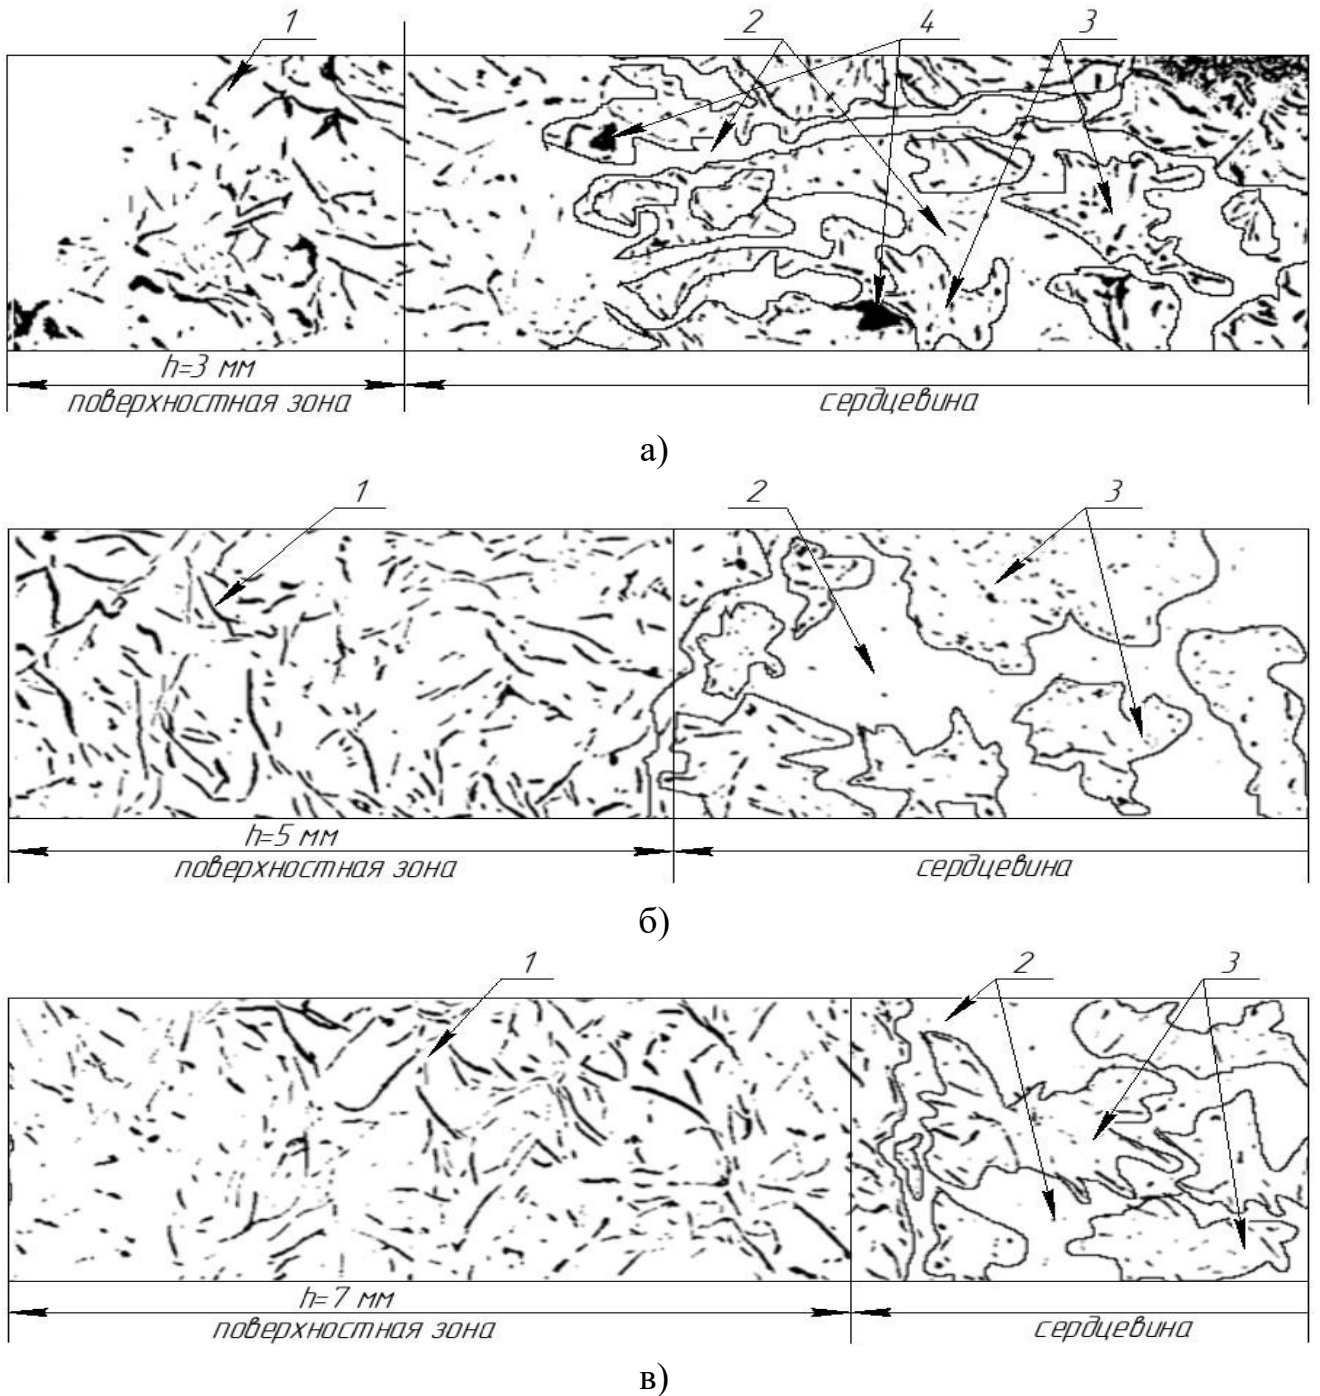 1 2 4 3
h=3 мм
поверхностная зона сердцевина
а)
1 2 3
h=5 мм
поверхностная зона сердцевина
б)
1 2 3
h=7 мм
поверхностная зона сердцевина
в)